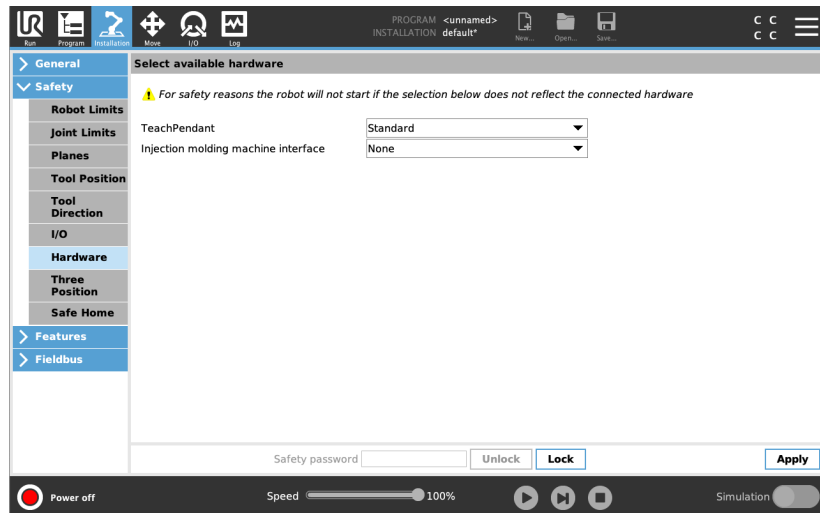 PROGRAM <unnamed>
INSTALLATION default*
UR
Run
Program
Installation
Move
I/O
Log
New...
Open...
Save...
C C
C C
General
Select available hardware
Safety
For safety reasons the robot will not start if the selection below does not reflect the connected hardware
Robot Limits
Joint Limits
Planes
Tool Position
Tool
Direction
I/O
Hardware
Three
Position
Safe Home
Features
Fieldbus
TeachPendant Standard
Injection molding machine interface None
Safety password Unlock Lock Apply
Power off Speed 100% Simulation